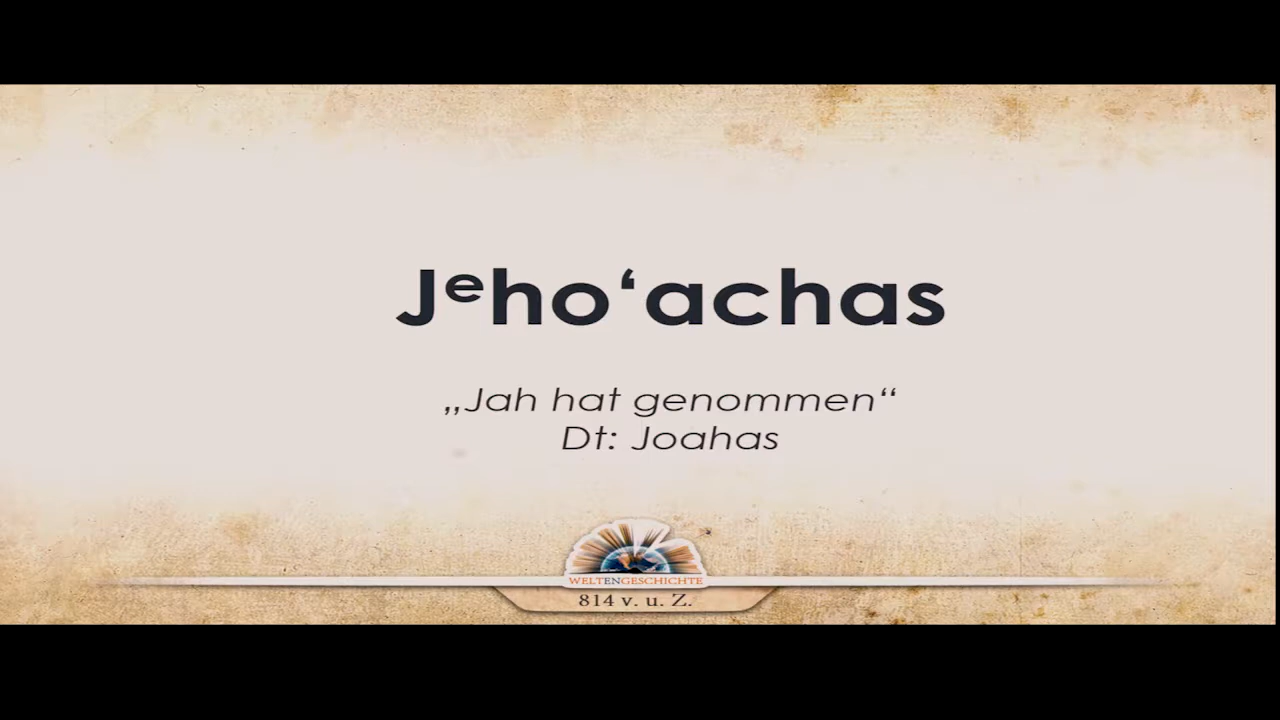 Jᵉho‘achas
„Jah hat genommen“
Dt: Joahas
WELTENGESCHICHTE
814 v. u. Z.